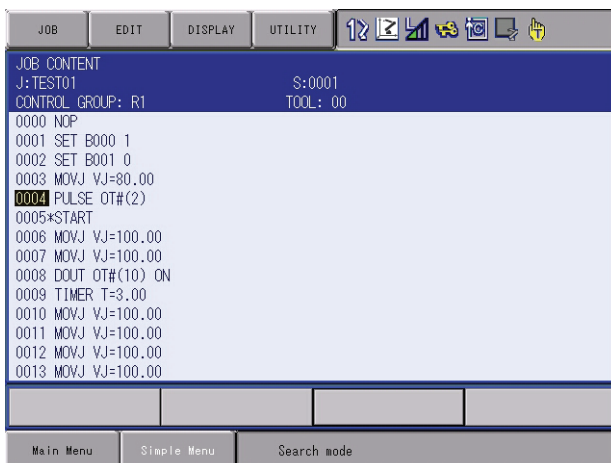 JOB EDIT DISPLAY UTILITY
JOB CONTENT
J:TEST01 S:0001
CONTROL GROUP: R1 TOOL: 00
0000 NOP
0001 SET B000 1
0002 SET B001 0
0003 MOVJ VJ=80.00
0004 PULSE OT#(2)
0005*START
0006 MOVJ VJ=100.00
0007 MOVJ VJ=100.00
0008 DOUT OT#(10) ON
0009 TIMER T=3.00
0010 MOVJ VJ=100.00
0011 MOVJ VJ=100.00
0012 MOVJ VJ=100.00
0013 MOVJ VJ=100.00
Main Menu Simple Menu Search mode